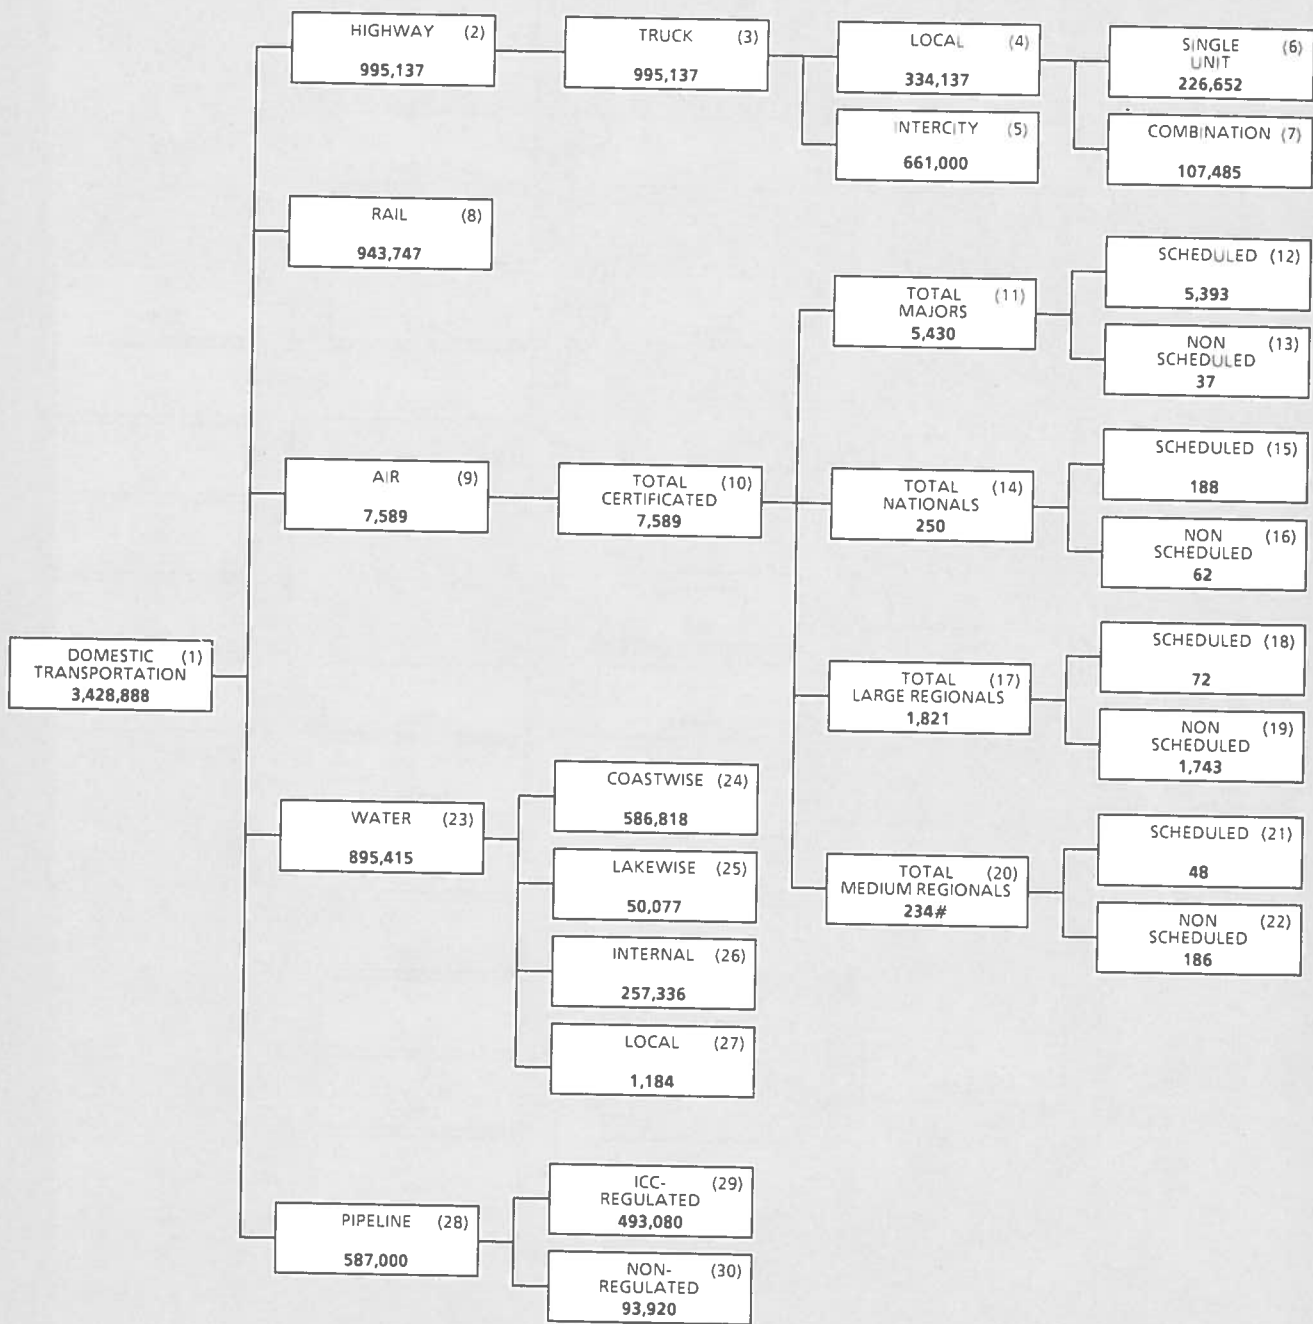 HIGHWAY (2)
995,137
TRUCK (3)
995,137
LOCAL (4)
334,137
SINGLE (6)
UNIT
226,652
INTERCITY (5)
661,000
COMBINATION (7)
107,485
RAIL (8)
943,747
TOTAL (11)
MAJORS
5,430
SCHEDULED (12)
5,393
NON (13)
SCHEDULED
37
AIR (9)
7,589
TOTAL (10)
CERTIFICATED
7,589
TOTAL (14)
NATIONALS
250
SCHEDULED (15)
188
NON (16)
SCHEDULED
62
DOMESTIC (1)
TRANSPORTATION
3,428,888
TOTAL (17)
LARGE REGIONALS
1,821
SCHEDULED (18)
72
NON (19)
SCHEDULED
1,743
WATER (23)
895,415
COASTWISE (24)
586,818
LAKEWISE (25)
50,077
INTERNAL (26)
257,336
LOCAL (27)
1,184
TOTAL (20)
MEDIUM REGIONALS
234#
SCHEDULED (21)
48
NON (22)
SCHEDULED
186
PIPELINE (28)
587,000
ICC- (29)
REGULATED
493,080
NON- (30)
REGULATED
93,920